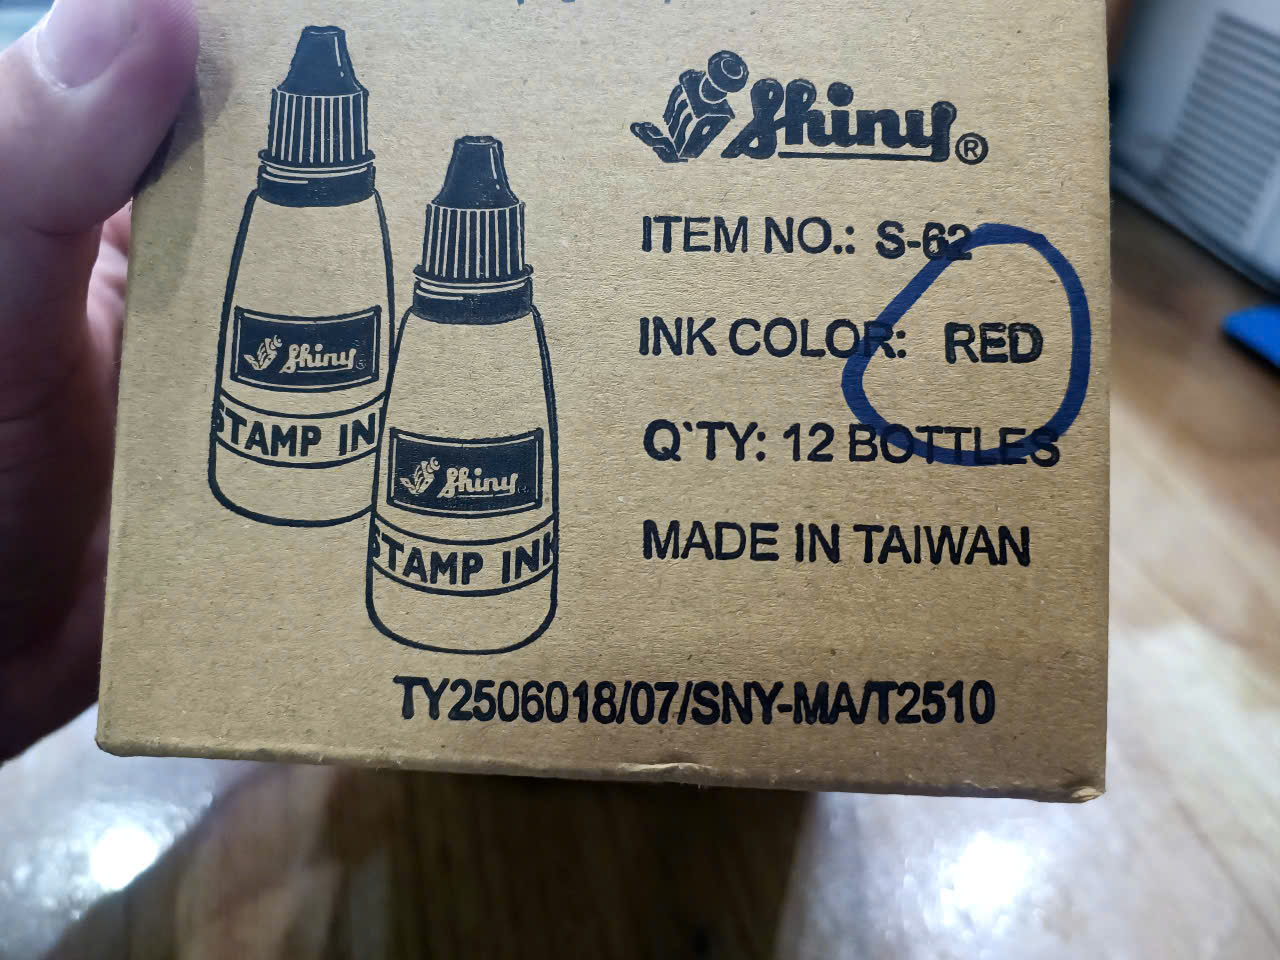 Shiny®
ITEM NO.: S-62
INK COLOR: RED
Q'TY: 12 BOTTLES
MADE IN TAIWAN
Shiny
STAMP IN
Shiny
STAMP INK
TY2506018/07/SNY-MA/T2510